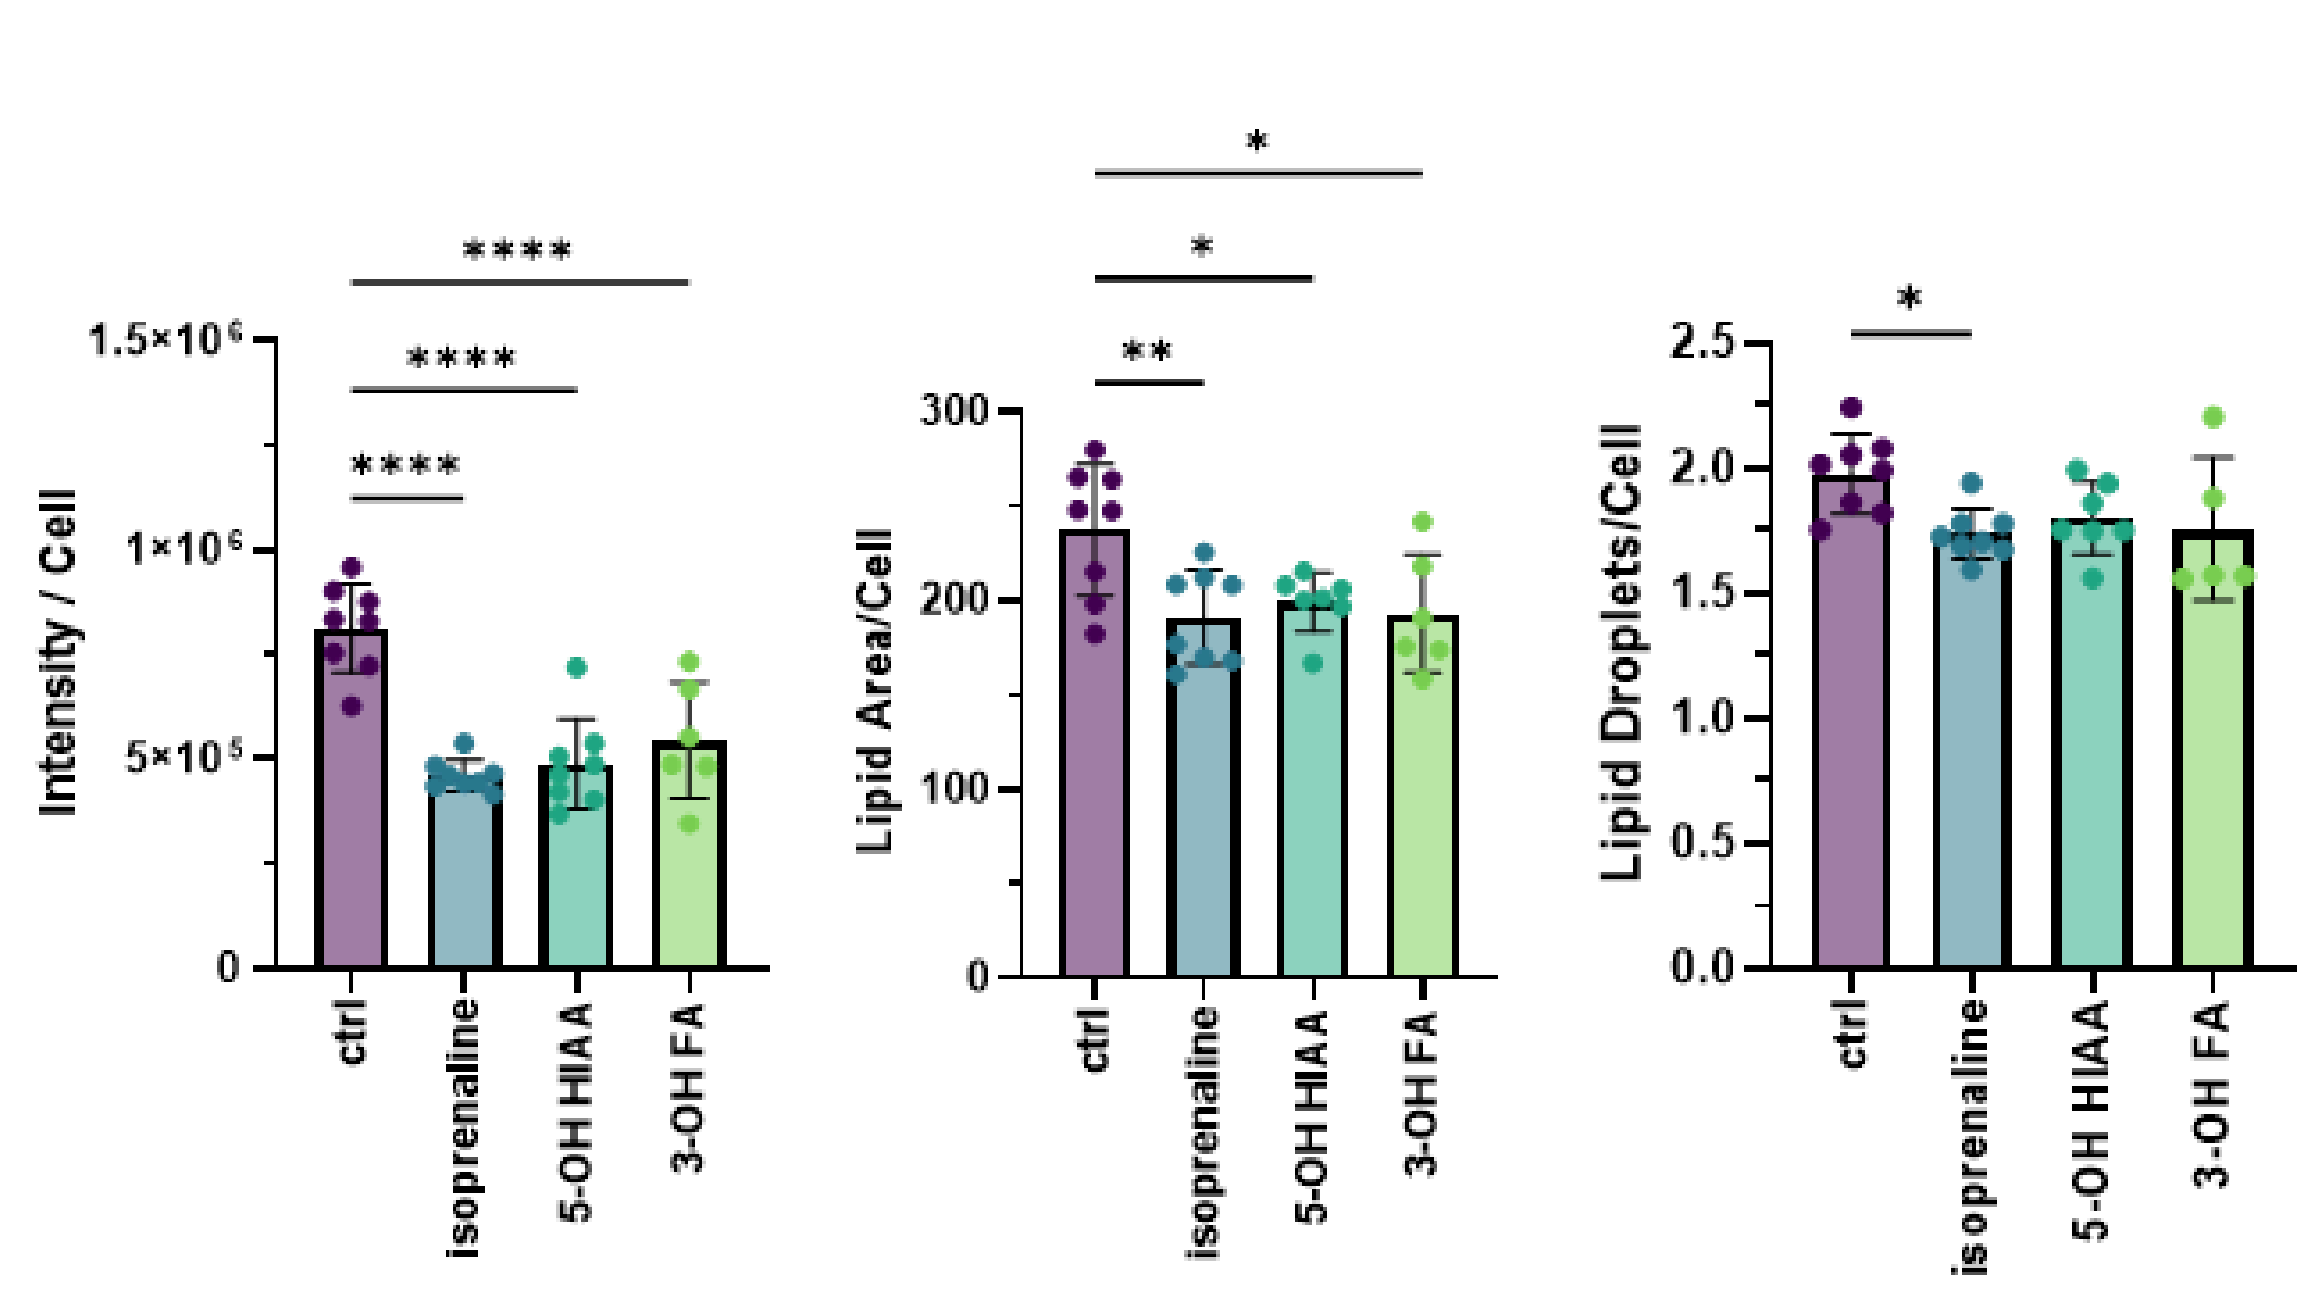 Intensity / Cell
1.5×10⁶
1×10⁶
5×10⁵
0
****
****
****
ctrl
isoprenaline
5-OH HIAA
3-OH FA
Lipid Area/Cell
300
200
100
0
*
*
**
ctrl
isoprenaline
5-OH HIAA
3-OH FA
Lipid Droplets/Cell
2.5
2.0
1.5
1.0
0.5
0.0
*
ctrl
isoprenaline
5-OH HIAA
3-OH FA